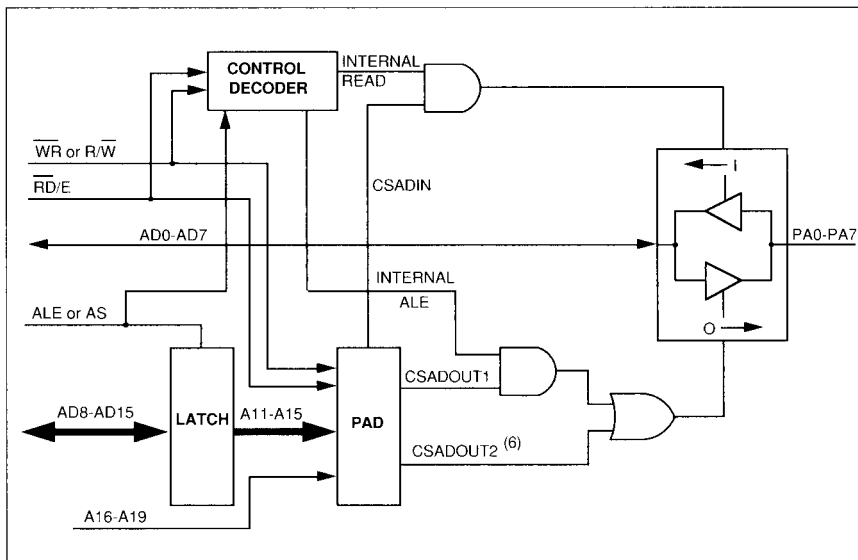 CONTROL
DECODER
INTERNAL
READ
WR or R/W
RD/E
CSADIN
I
AD0-AD7
PA0-PA7
INTERNAL
ALE
O
ALE or AS
CSADOUT1
AD8-AD15
LATCH
A11-A15
PAD
CSADOUT2 (6)
A16-A19